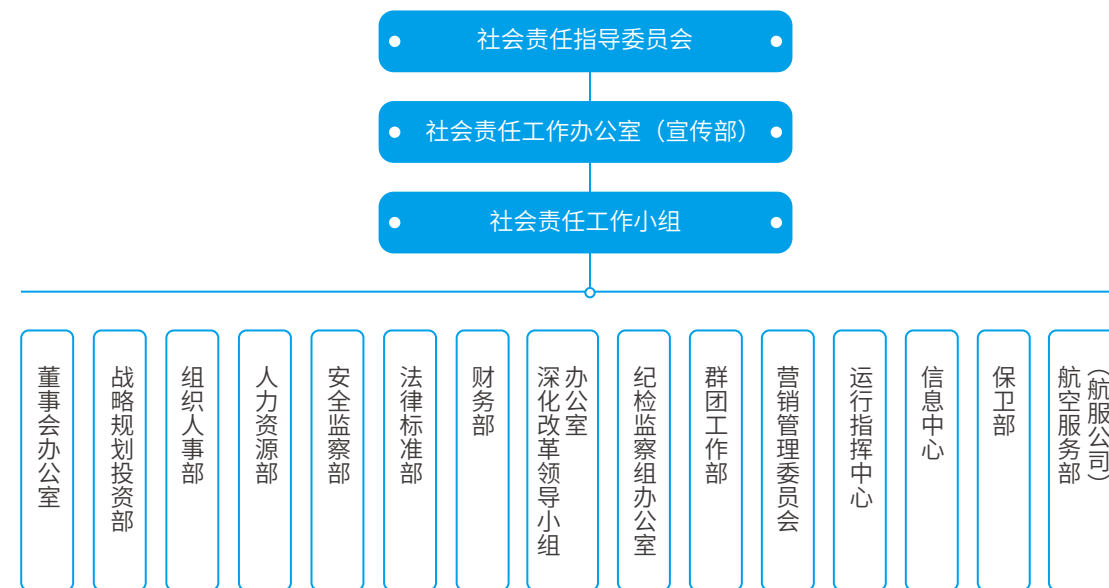 社会责任指导委员会
社会责任工作办公室（宣传部）
社会责任工作小组
董事会办公室
战略规划投资部
组织人事部
人力资源部
安全监察部
法律标准部
财务部
深化改革领导小组
办公室
纪检监察组办公室
群团工作部
营销管理委员会
运行指挥中心
信息中心
保卫部
航空服务部
（航服公司）